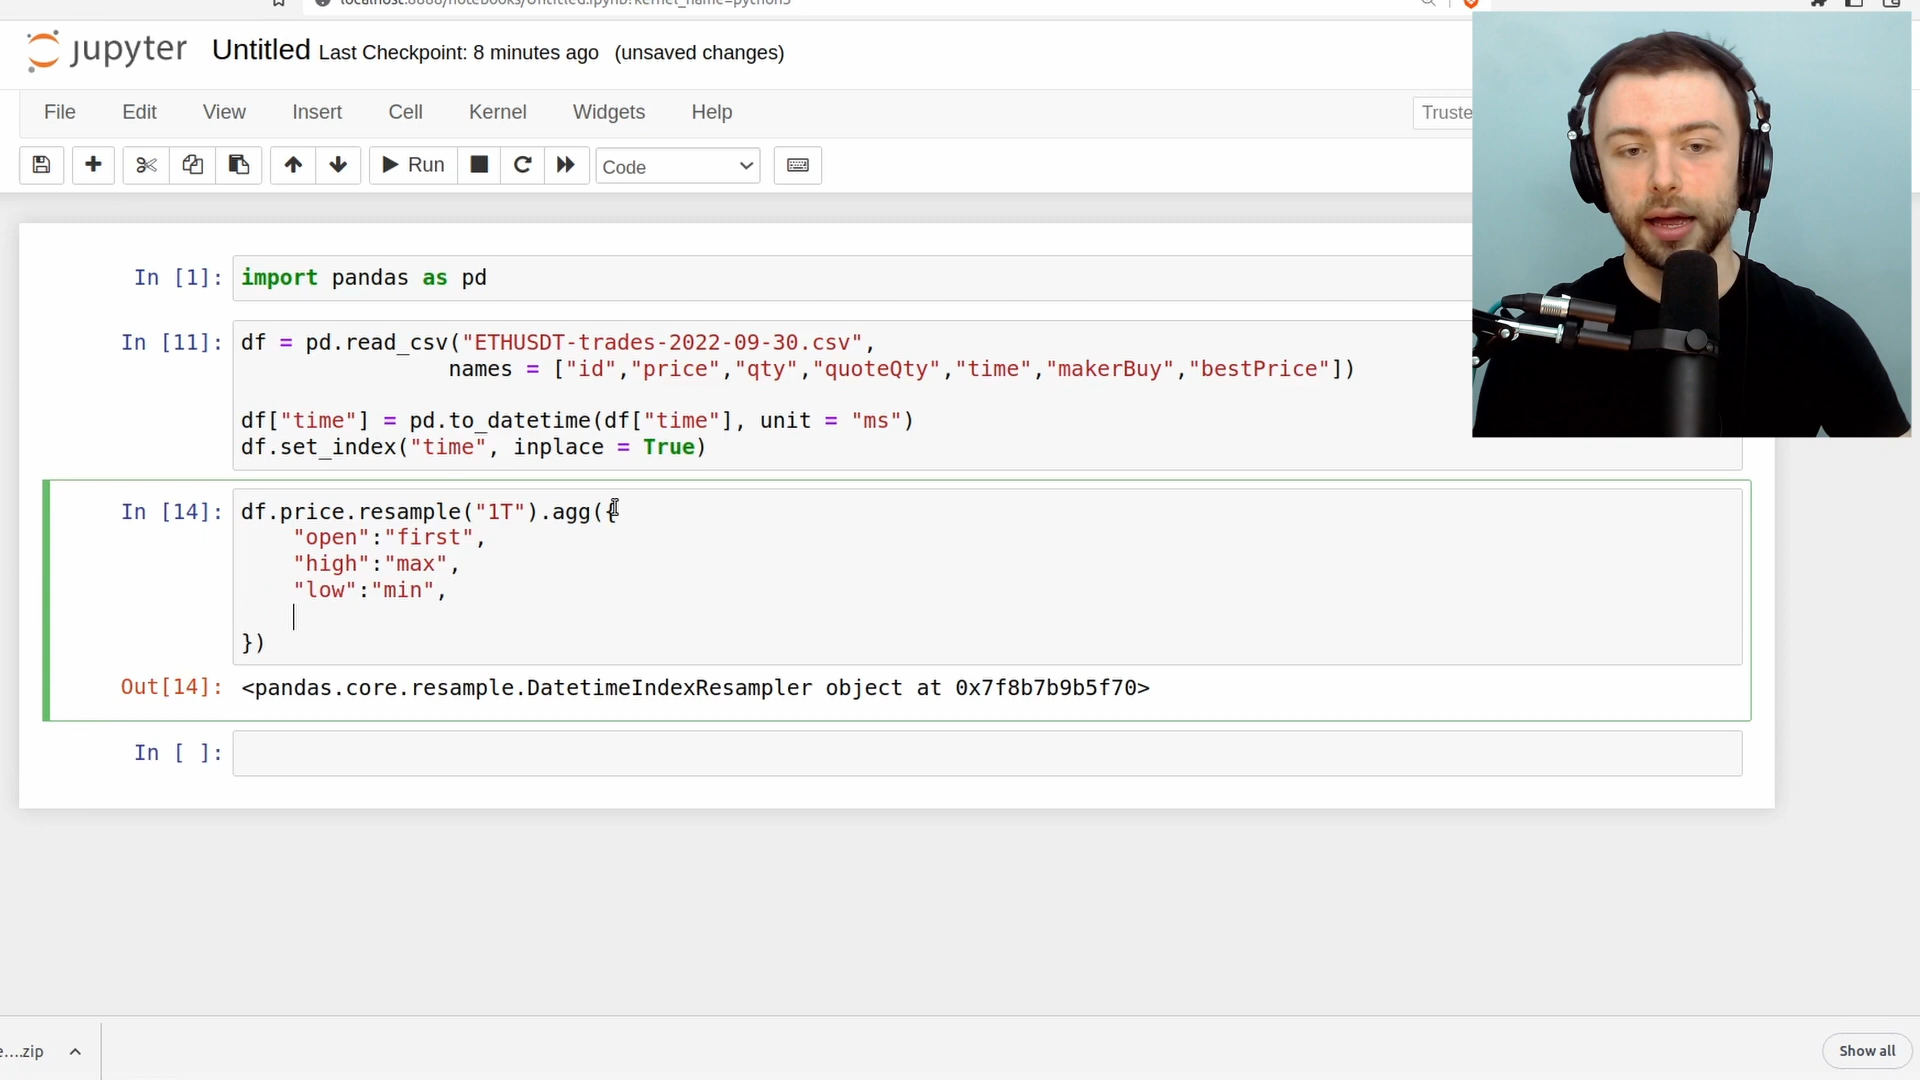 jupyter Untitled Last Checkpoint: 8 minutes ago (unsaved changes)
File Edit View Insert Cell Kernel Widgets Help
Run Code
In [1]: import pandas as pd
In [11]: df = pd.read_csv("ETHUSDT-trades-2022-09-30.csv",
names = ["id","price","qty","quoteQty","time","makerBuy","bestPrice"])
df["time"] = pd.to_datetime(df["time"], unit = "ms")
df.set_index("time", inplace = True)
In [14]: df.price.resample("1T").agg({
"open":"first",
"high":"max",
"low":"min",
})
Out[14]: <pandas.core.resample.DatetimeIndexResampler object at 0x7f8b7b9b5f70>
In [ ]:
e....zip
Show all